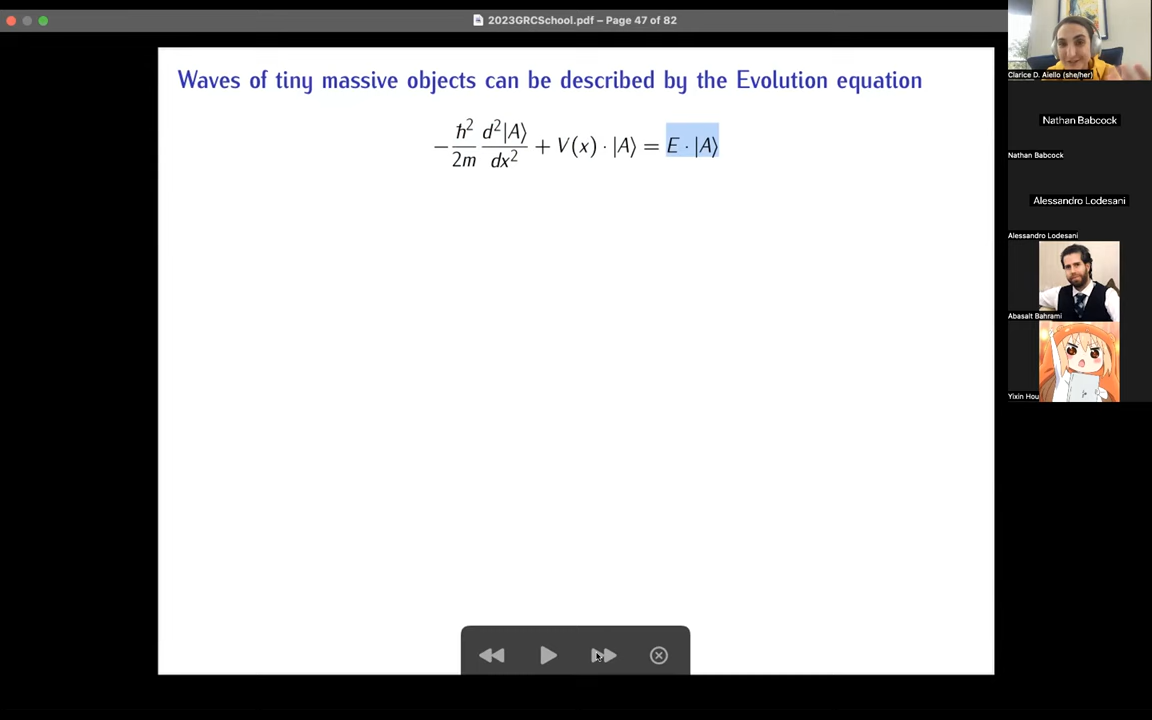 2023GRCSchool.pdf – Page 47 of 82
Waves of tiny massive objects can be described by the Evolution equation
−ħ²/2m d²|A⟩/dx² + V(x) · |A⟩ = E · |A⟩
Clarice D. Aiello (she/her)
Nathan Babcock
Nathan Babcock
Alessandro Lodesani
Alessandro Lodesani
Abasalt Bahrami
Yixin Hou